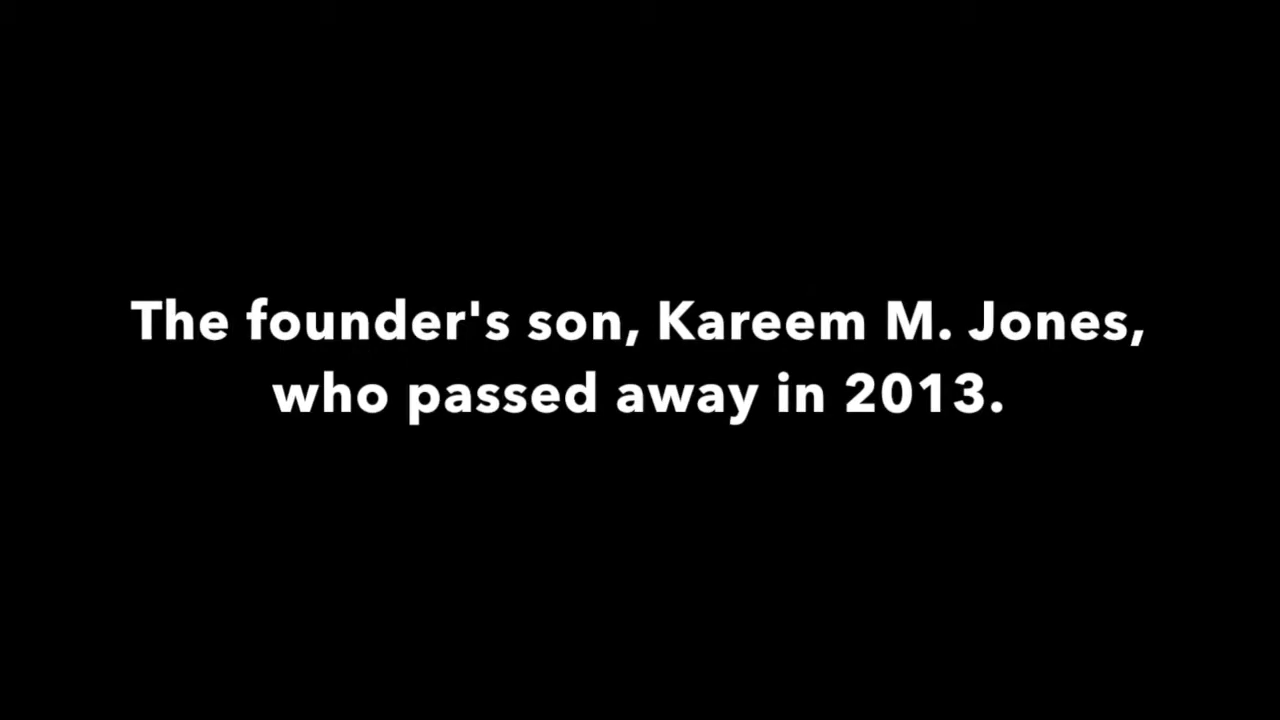 The founder's son, Kareem M. Jones,
who passed away in 2013.